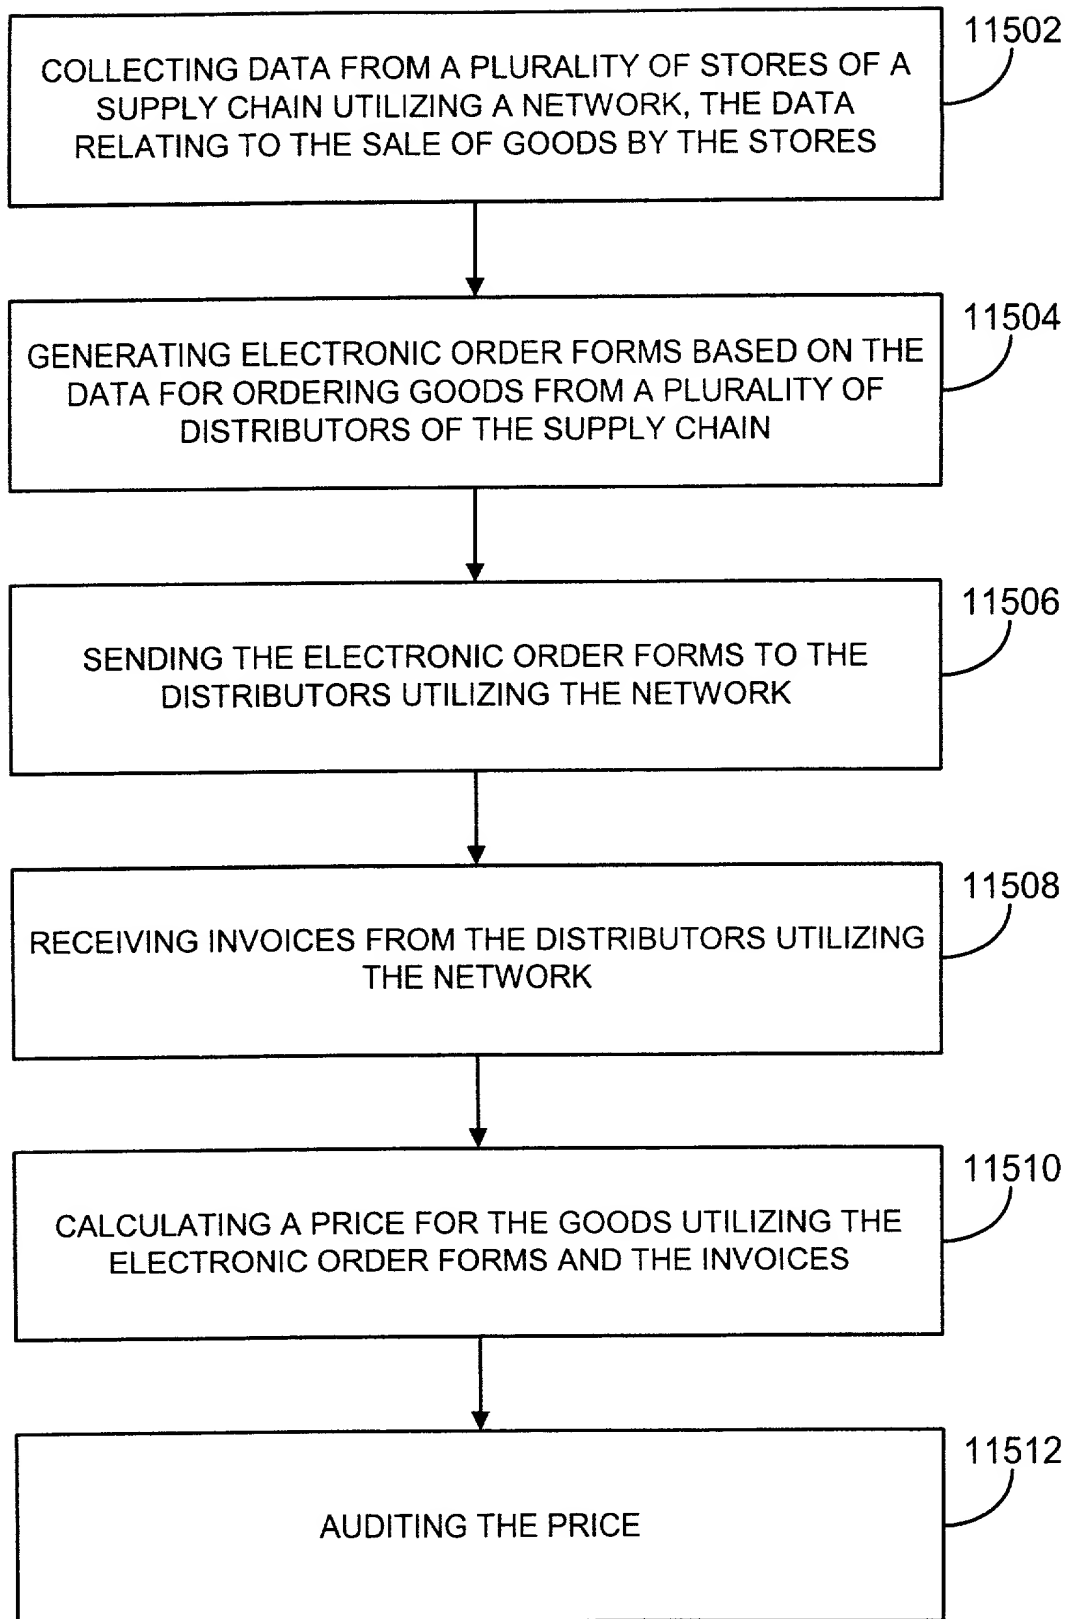 11502
COLLECTING DATA FROM A PLURALITY OF STORES OF A
SUPPLY CHAIN UTILIZING A NETWORK, THE DATA
RELATING TO THE SALE OF GOODS BY THE STORES
11504
GENERATING ELECTRONIC ORDER FORMS BASED ON THE
DATA FOR ORDERING GOODS FROM A PLURALITY OF
DISTRIBUTORS OF THE SUPPLY CHAIN
11506
SENDING THE ELECTRONIC ORDER FORMS TO THE
DISTRIBUTORS UTILIZING THE NETWORK
11508
RECEIVING INVOICES FROM THE DISTRIBUTORS UTILIZING
THE NETWORK
11510
CALCULATING A PRICE FOR THE GOODS UTILIZING THE
ELECTRONIC ORDER FORMS AND THE INVOICES
11512
AUDITING THE PRICE